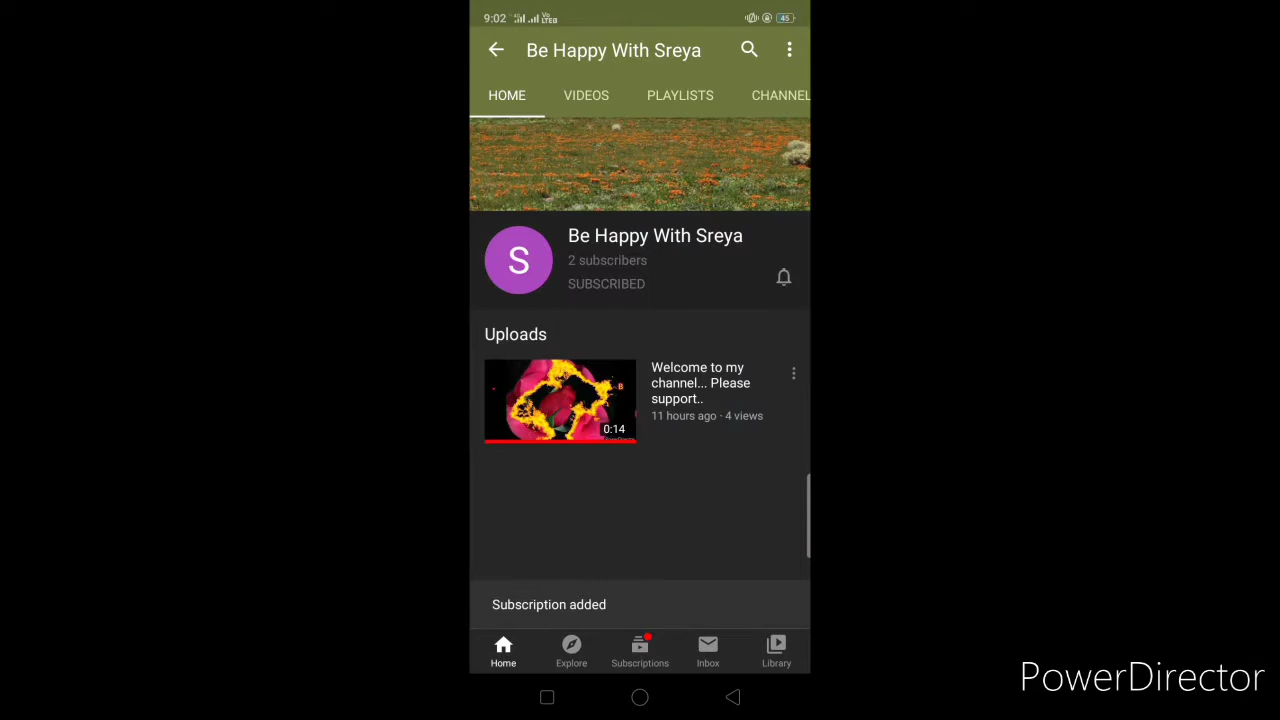 9:02
45
Be Happy With Sreya
HOME VIDEOS PLAYLISTS CHANNEL
S
Be Happy With Sreya
2 subscribers
SUBSCRIBED
Uploads
Welcome to my
channel... Please
support..
11 hours ago · 4 views
B
0:14
Subscription added
Home Explore Subscriptions Inbox Library
PowerDirector